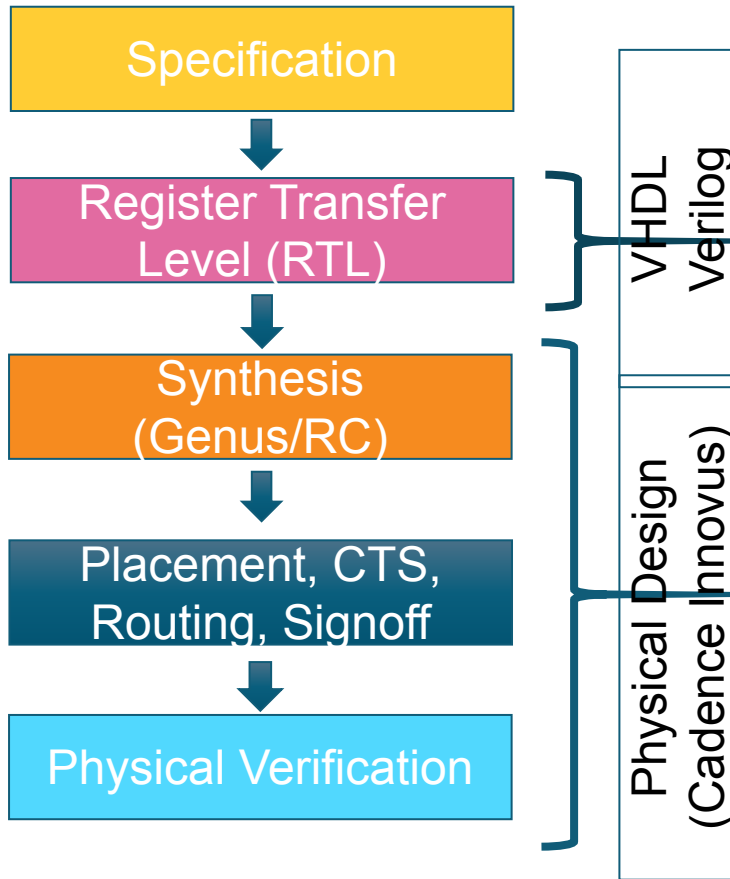 Specification
Register Transfer
Level (RTL)
Synthesis
(Genus/RC)
Placement, CTS,
Routing, Signoff
Physical Verification
VHDL
Verilog
Physical Design
(Cadence Innovus)